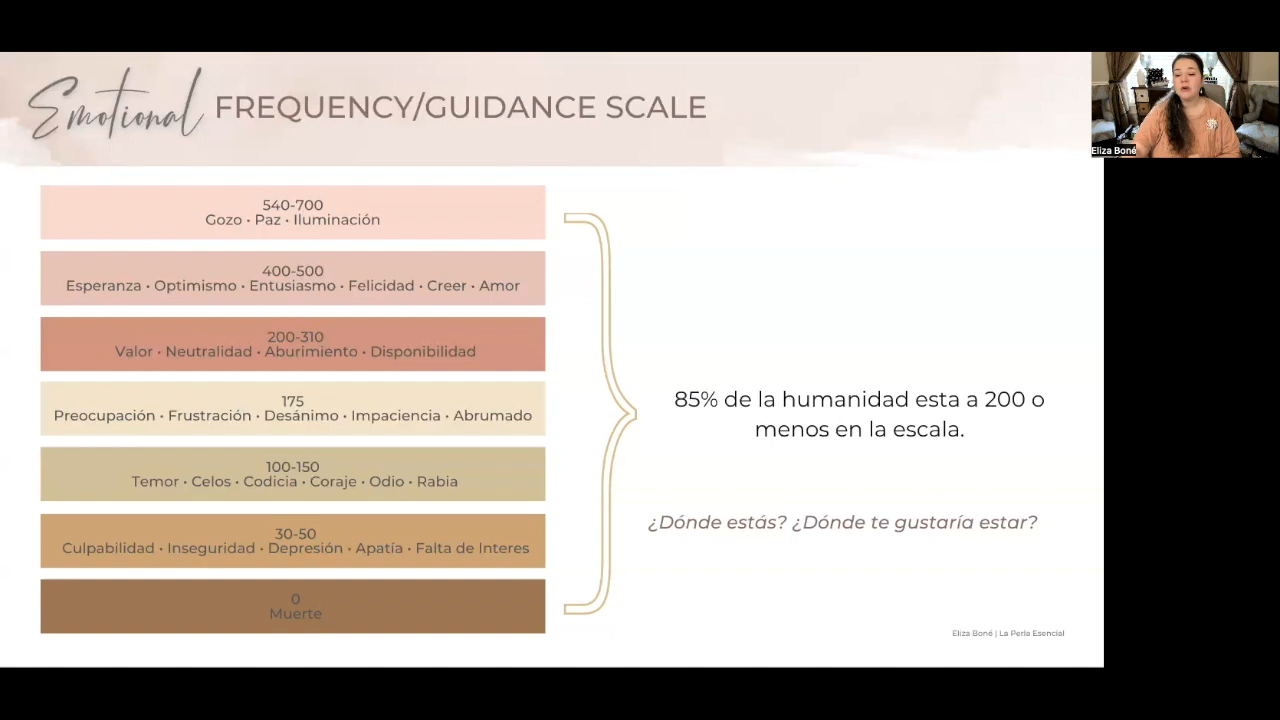 Emotional FREQUENCY/GUIDANCE SCALE
Eliza Boné
540-700
Gozo • Paz • Iluminación
400-500
Esperanza • Optimismo • Entusiasmo • Felicidad • Creer • Amor
200-310
Valor • Neutralidad • Aburrimiento • Disponibilidad
175
Preocupación • Frustración • Desánimo • Impaciencia • Abrumado
100-150
Temor • Celos • Codicia • Coraje • Odio • Rabia
30-50
Culpabilidad • Inseguridad • Depresión • Apatía • Falta de Interes
0
Muerte
85% de la humanidad esta a 200 o
menos en la escala.
¿Dónde estás? ¿Dónde te gustaría estar?
Eliza Boné | La Perla Esencial